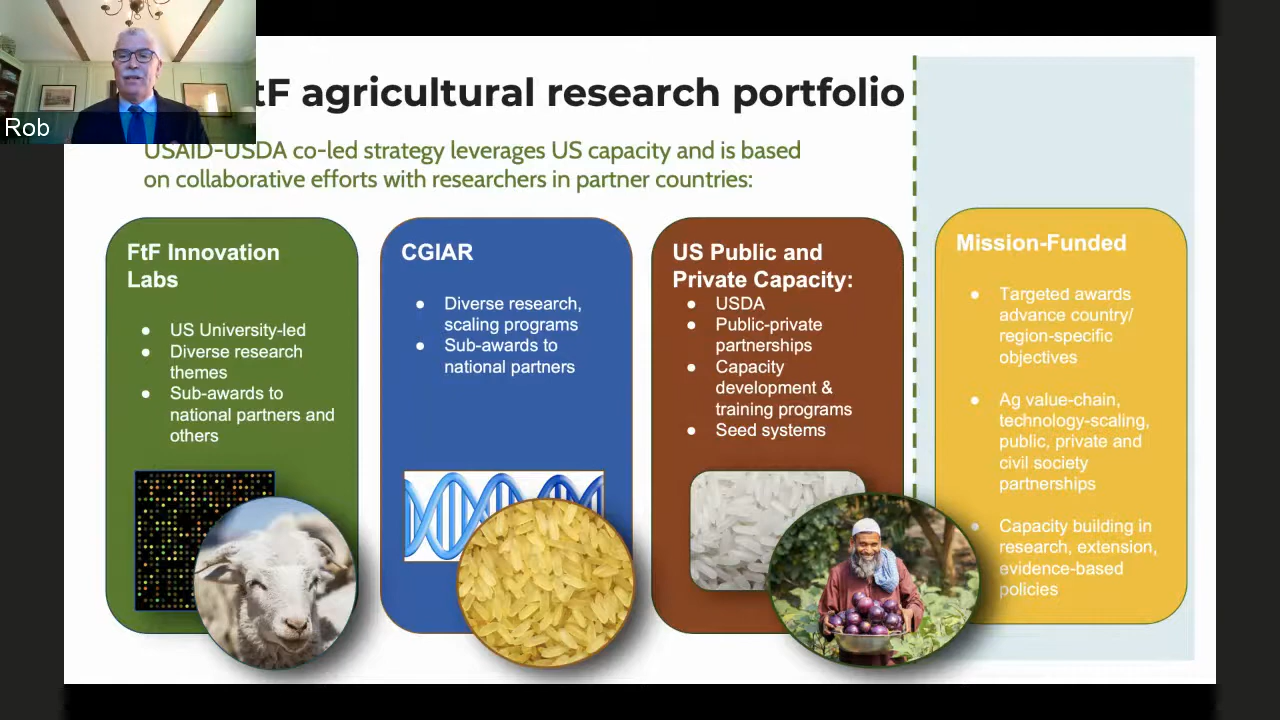 Rob
tF agricultural research portfolio
USAID-USDA co-led strategy leverages US capacity and is based
on collaborative efforts with researchers in partner countries:
FtF Innovation
Labs
● US University-led
● Diverse research
themes
● Sub-awards to
national partners and
others
CGIAR
● Diverse research,
scaling programs
● Sub-awards to
national partners
US Public and
Private Capacity:
● USDA
● Public-private
partnerships
● Capacity
development &
training programs
● Seed systems
Mission-Funded
● Targeted awards
advance country/
region-specific
objectives
● Ag value-chain,
technology-scaling,
public, private and
civil society
partnerships
● Capacity building in
research, extension,
evidence-based
policies